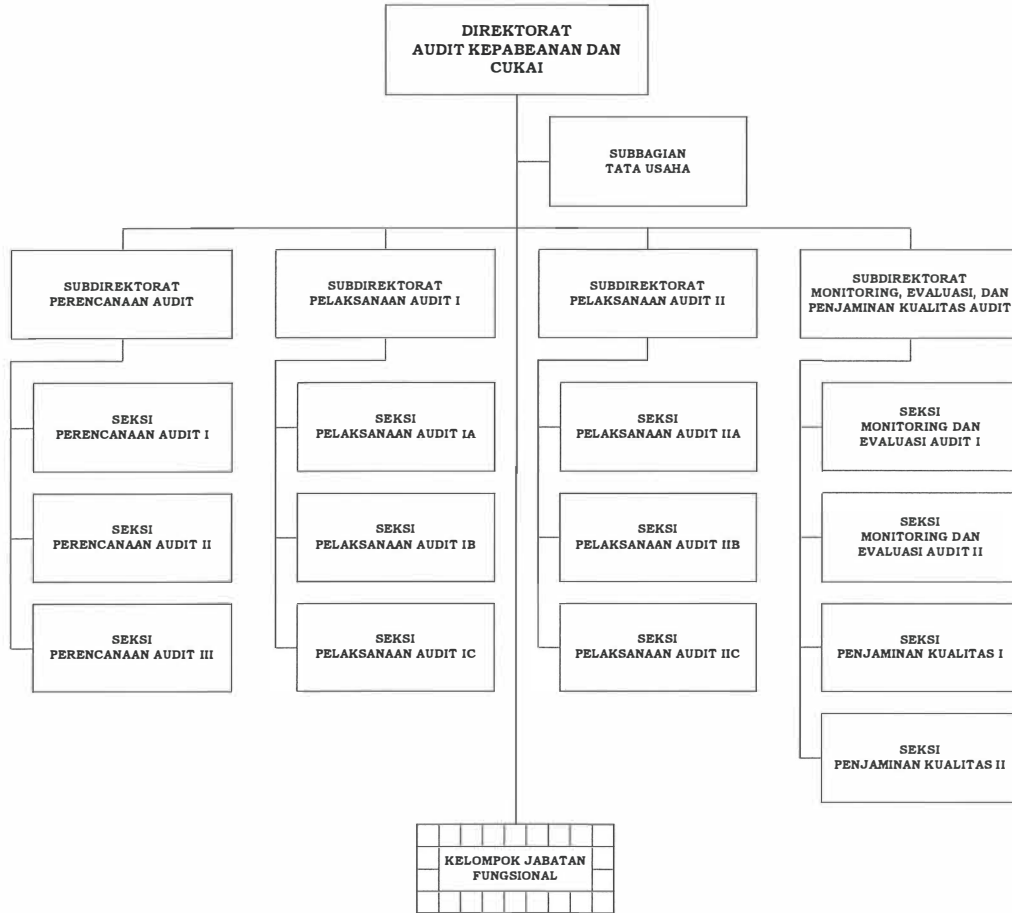 DIREKTORAT
AUDIT KEPABEANAN DAN
CUKAI
SUBBAGIAN
TATA USAHA
SUBDIREKTORAT
PERENCANAAN AUDIT
SUBDIREKTORAT
PELAKSANAAN AUDIT I
SUBDIREKTORAT
PELAKSANAAN AUDIT II
SUBDIREKTORAT
MONITORING, EVALUASI, DAN
PENJAMINAN KUALITAS AUDIT
SEKSI
PERENCANAAN AUDIT I
SEKSI
PELAKSANAAN AUDIT IA
SEKSI
PELAKSANAAN AUDIT IIA
SEKSI
MONITORING DAN
EVALUASI AUDIT I
SEKSI
PERENCANAAN AUDIT II
SEKSI
PELAKSANAAN AUDIT IB
SEKSI
PELAKSANAAN AUDIT IIB
SEKSI
MONITORING DAN
EVALUASI AUDIT II
SEKSI
PERENCANAAN AUDIT III
SEKSI
PELAKSANAAN AUDIT IC
SEKSI
PELAKSANAAN AUDIT IIC
SEKSI
PENJAMINAN KUALITAS I
SEKSI
PENJAMINAN KUALITAS II
KELOMPOK JABATAN
FUNGSIONAL